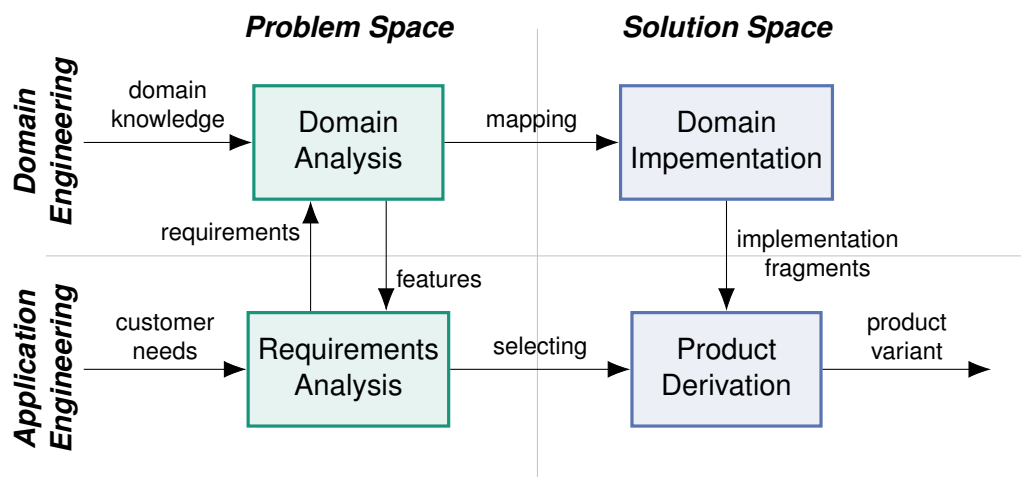 Problem Space
Solution Space
Domain
Engineering
domain
knowledge
Domain
Analysis
mapping
Domain
Impementation
requirements
features
implementation
fragments
Application
Engineering
customer
needs
Requirements
Analysis
selecting
Product
Derivation
product
variant